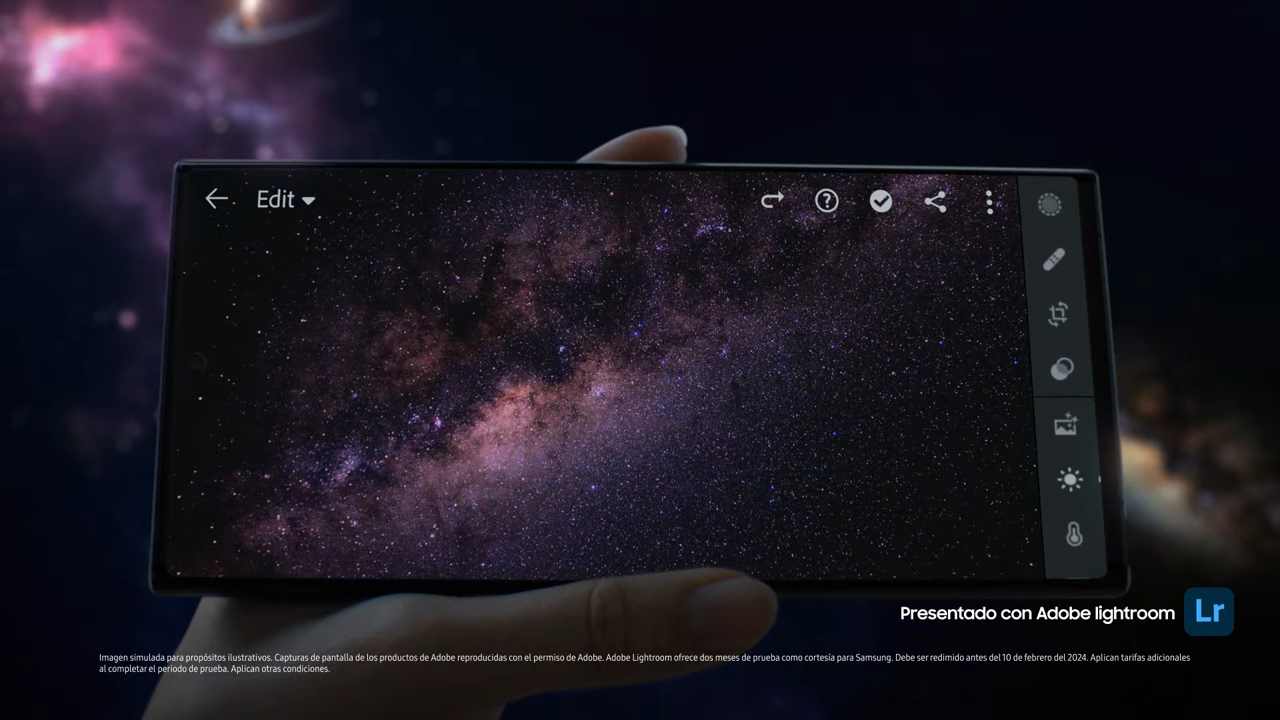 Edit
Presentado con Adobe lightroom
Lr
Imagen simulada para propósitos ilustrativos. Capturas de pantalla de los productos de Adobe reproducidas con el permiso de Adobe. Adobe Lightroom ofrece dos meses de prueba como cortesía para Samsung. Debe ser redimido antes del 10 de febrero del 2024. Aplican tarifas adicionales
al completar el periodo de prueba. Aplican otras condiciones.